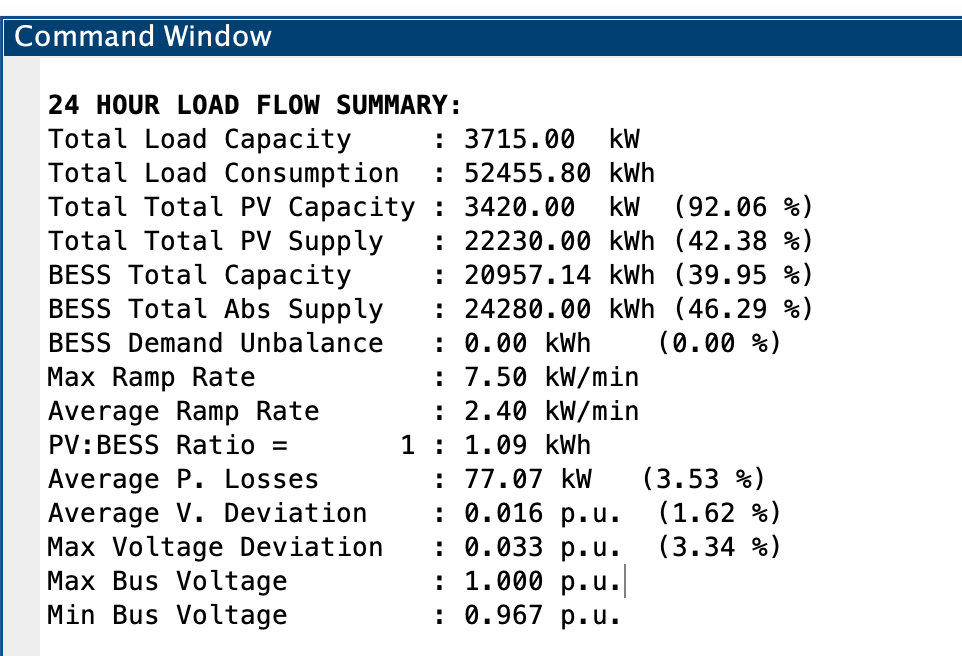 Command Window
24 HOUR LOAD FLOW SUMMARY:
Total Load Capacity : 3715.00 kW
Total Load Consumption : 52455.80 kWh
Total Total PV Capacity : 3420.00 kW (92.06 %)
Total Total PV Supply : 22230.00 kWh (42.38 %)
BESS Total Capacity : 20957.14 kWh (39.95 %)
BESS Total Abs Supply : 24280.00 kWh (46.29 %)
BESS Demand Unbalance : 0.00 kWh (0.00 %)
Max Ramp Rate : 7.50 kW/min
Average Ramp Rate : 2.40 kW/min
PV:BESS Ratio = 1 : 1.09 kWh
Average P. Losses : 77.07 kW (3.53 %)
Average V. Deviation : 0.016 p.u. (1.62 %)
Max Voltage Deviation : 0.033 p.u. (3.34 %)
Max Bus Voltage : 1.000 p.u.
Min Bus Voltage : 0.967 p.u.